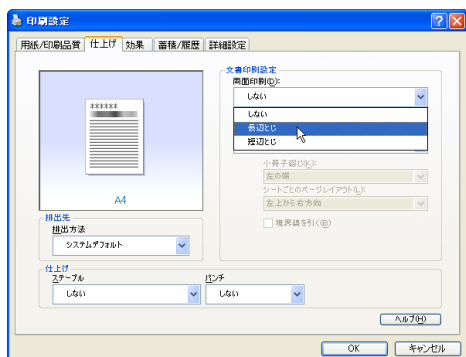 印刷設定
用紙/印刷品質 仕上げ 効果 蓄積/履歴 詳細設定
文書印刷設定
両面印刷(D):
しない
しない
長辺とじ
短辺とじ
******
A4
小冊子綴じ(K):
左の端
シートごとのページレイアウト(L):
左上から右方向
境界線を引く(B)
排出先
排出方法
システムデフォルト
仕上げ
ステープル
しない
パンチ
しない
ヘルプ(H)
OK キャンセル